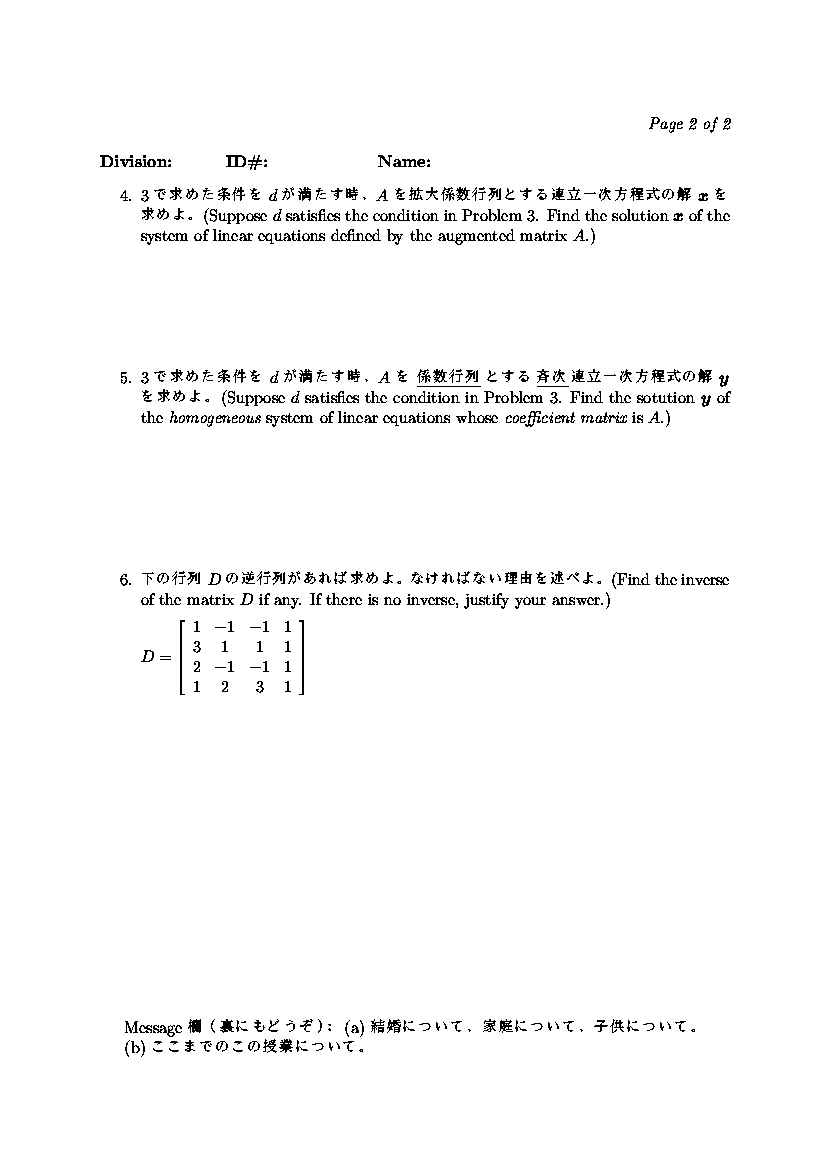 Page 2 of 2
Division: ID#: Name:
4. 3 で求めた条件を d が満たす時、A を拡大係数行列とする連立一次方程式の解 x を
求めよ。(Suppose d satisfies the condition in Problem 3. Find the solution x of the
system of linear equations defined by the augmented matrix A.)
5. 3 で求めた条件を d が満たす時、A を 係数行列 とする 斉次 連立一次方程式の解 y
を求めよ。(Suppose d satisfies the condition in Problem 3. Find the sotution y of
the homogeneous system of linear equations whose coefficient matrix is A.)
6. 下の行列 D の逆行列があれば求めよ。なければない理由を述べよ。(Find the inverse
of the matrix D if any. If there is no inverse, justify your answer.)
D = [ 1 −1 −1 1
3 1 1 1
2 −1 −1 1
1 2 3 1 ]
Message 欄(裏にもどうぞ): (a) 結婚について、家庭について、子供について。
(b) ここまでのこの授業について。